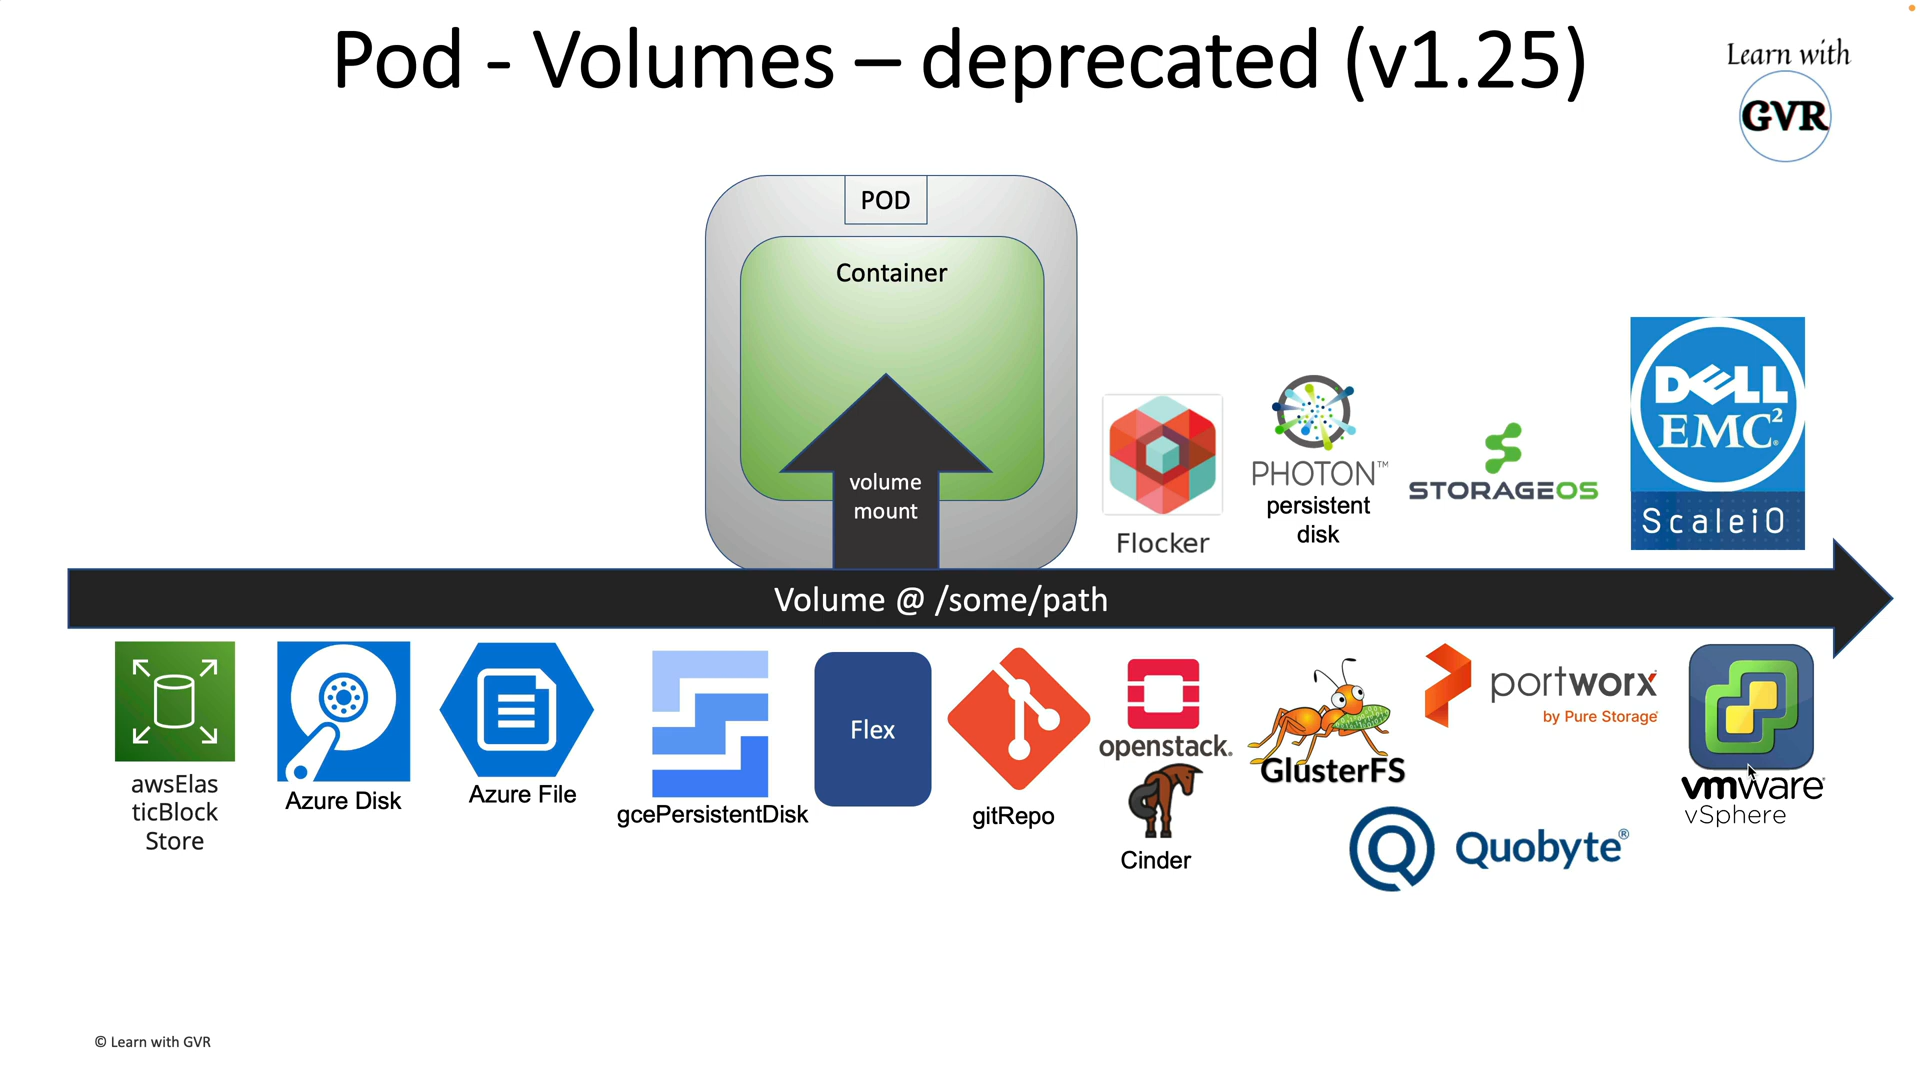 Pod - Volumes – deprecated (v1.25)
Learn with
GVR
POD
Container
volume
mount
Flocker
PHOTON™
persistent
disk
STORAGEOS
DELL
EMC²
ScaleiO
Volume @ /some/path
awsElas
ticBlock
Store
Azure Disk
Azure File
gcePersistentDisk
Flex
gitRepo
openstack.
Cinder
GlusterFS
portworx
by Pure Storage
Quobyte®
vmware
vSphere
© Learn with GVR